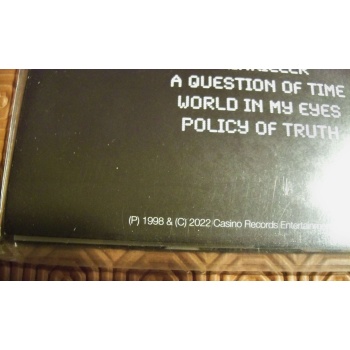 A QUESTION OF TIME
WORLD IN MY EYES
POLICY OF TRUTH
(P) 1998 & (C) 2022 Casino Records